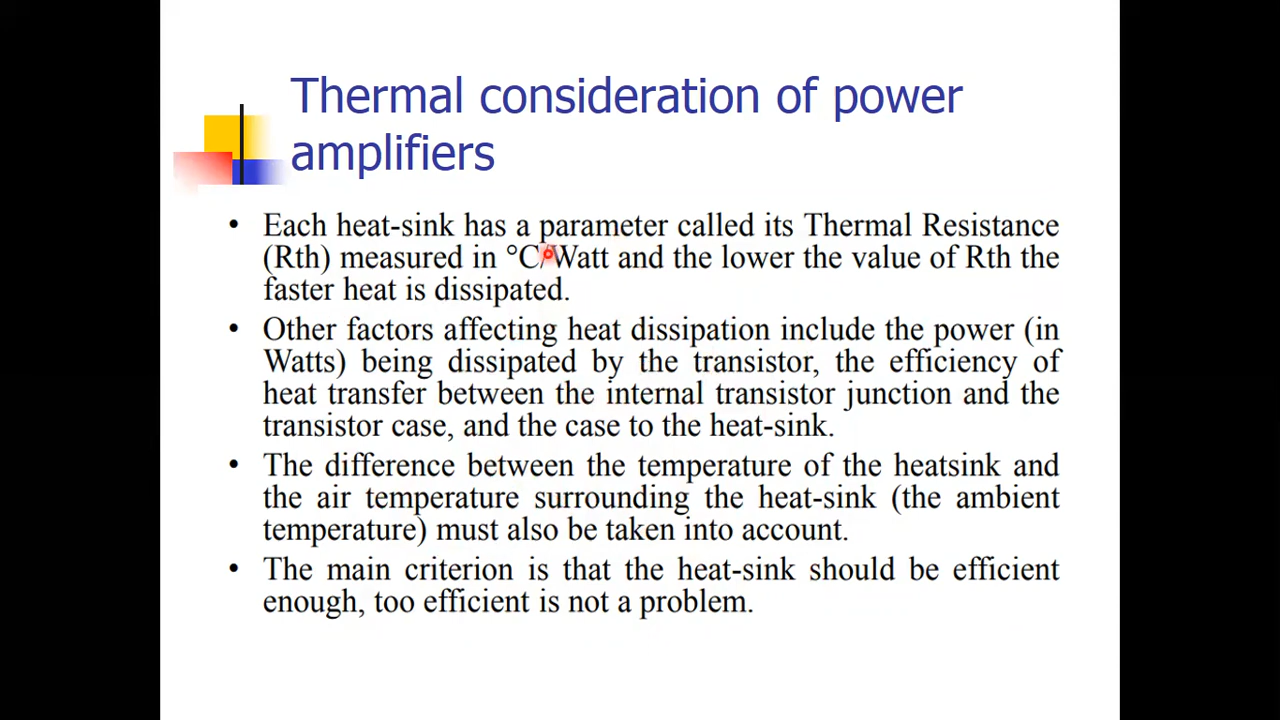 Thermal consideration of power
amplifiers
• Each heat-sink has a parameter called its Thermal Resistance
(Rth) measured in °C/Watt and the lower the value of Rth the
faster heat is dissipated.
• Other factors affecting heat dissipation include the power (in
Watts) being dissipated by the transistor, the efficiency of
heat transfer between the internal transistor junction and the
transistor case, and the case to the heat-sink.
• The difference between the temperature of the heatsink and
the air temperature surrounding the heat-sink (the ambient
temperature) must also be taken into account.
• The main criterion is that the heat-sink should be efficient
enough, too efficient is not a problem.